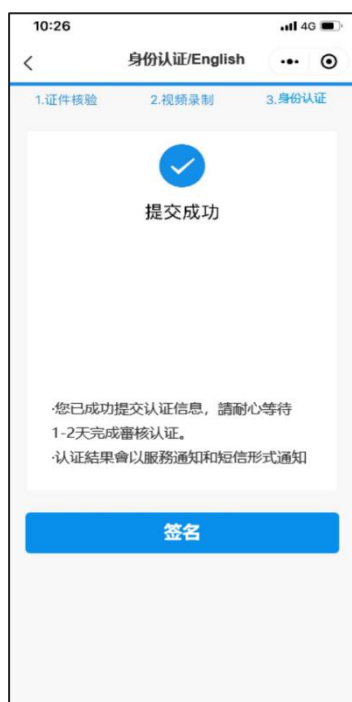 10:26
4G
身份认证/English
1.证件核验 2.视频录制 3.身份认证
提交成功
·您已成功提交认证信息，請耐心等待
1-2天完成審核认证。
·认证結果會以服務通知和短信形式通知
签名